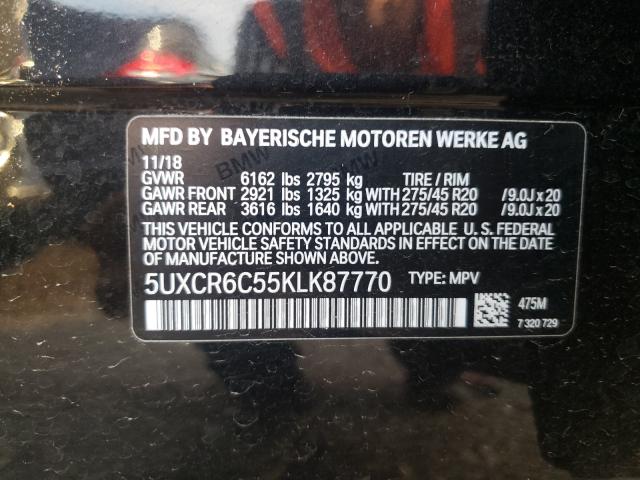 MFD BY BAYERISCHE MOTOREN WERKE AG
11/18
GVWR 6162 lbs 2795 kg TIRE / RIM
GAWR FRONT 2921 lbs 1325 kg WITH 275/45 R20 /9.0J x 20
GAWR REAR 3616 lbs 1640 kg WITH 275/45 R20 /9.0J x 20
THIS VEHICLE CONFORMS TO ALL APPLICABLE U. S. FEDERAL
MOTOR VEHICLE SAFETY STANDARDS IN EFFECT ON THE DATE OF
MANUFACTURE SHOWN ABOVE.
5UXCR6C55KLK87770 TYPE: MPV
475M
7 320 729